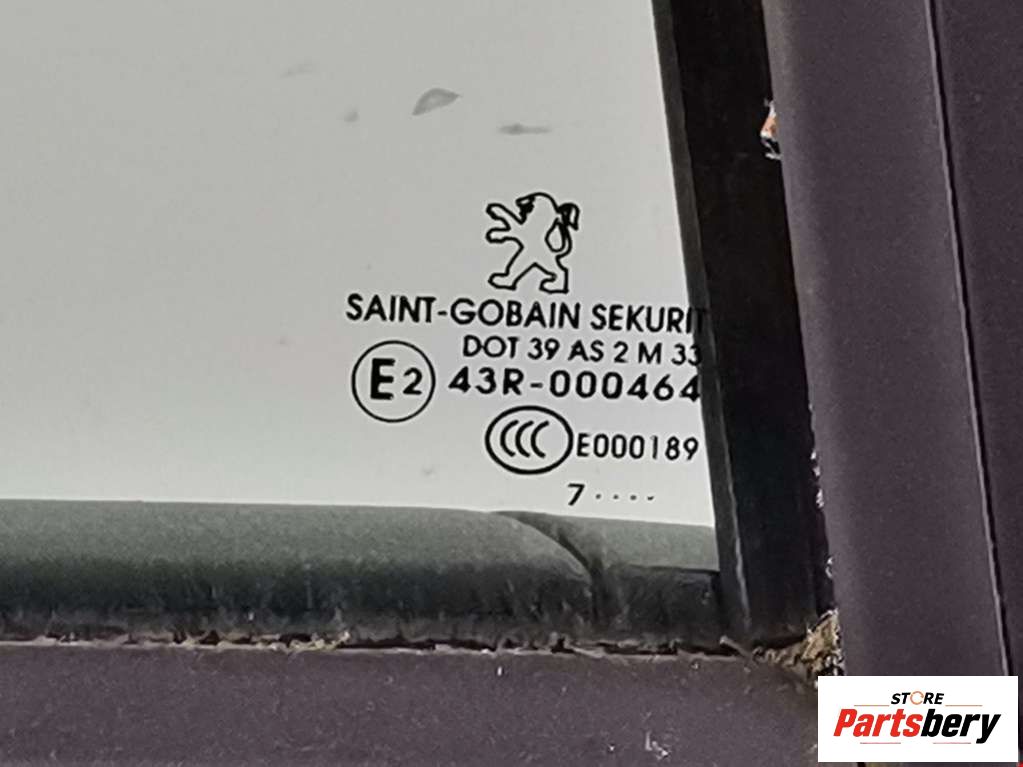 SAINT-GOBAIN SEKURIT
DOT 39 AS 2 M 33
E2 43R-000464
CCC E000189
7....
STORE
Partsbery